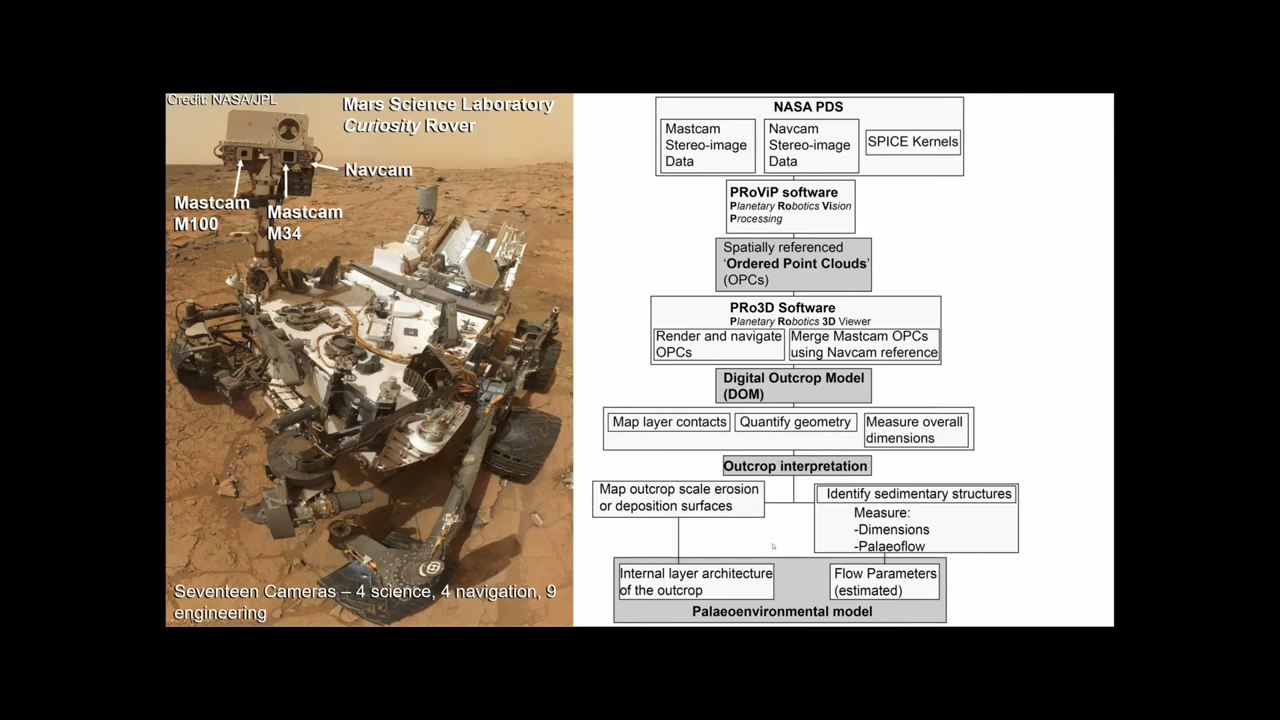 Credit: NASA/JPL
Mars Science Laboratory
Curiosity Rover
Navcam
Mastcam
M100
Mastcam
M34
Seventeen Cameras – 4 science, 4 navigation, 9
engineering
NASA PDS
Mastcam
Stereo-image
Data
Navcam
Stereo-image
Data
SPICE Kernels
PRoViP software
Planetary Robotics Vision
Processing
Spatially referenced
‘Ordered Point Clouds’
(OPCs)
PRo3D Software
Planetary Robotics 3D Viewer
Render and navigate
OPCs
Merge Mastcam OPCs
using Navcam reference
Digital Outcrop Model
(DOM)
Map layer contacts
Quantify geometry
Measure overall
dimensions
Outcrop interpretation
Map outcrop scale erosion
or deposition surfaces
Identify sedimentary structures
Measure:
-Dimensions
-Palaeoflow
Internal layer architecture
of the outcrop
Flow Parameters
(estimated)
Palaeoenvironmental model